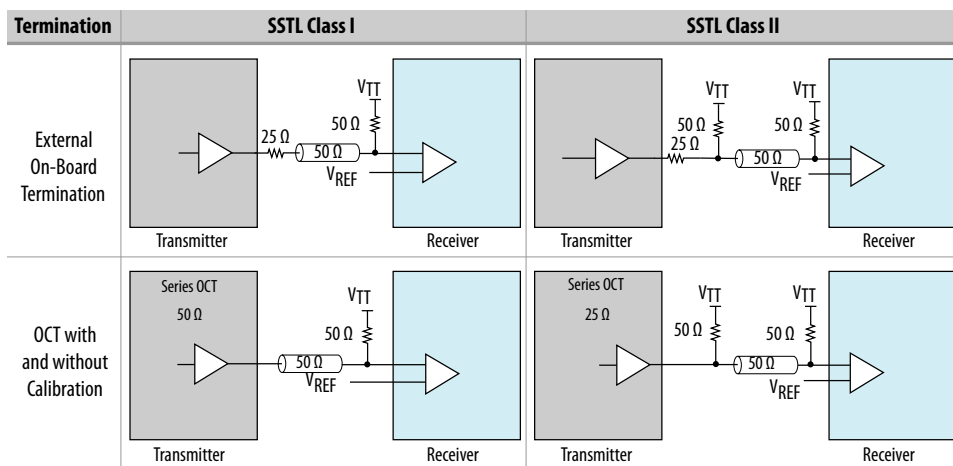 Termination SSTL Class I SSTL Class II
External
On-Board
Termination
VTT
50 Ω
25 Ω
50 Ω
VREF
Transmitter Receiver
VTT VTT
50 Ω 50 Ω
25 Ω
50 Ω
VREF
Transmitter Receiver
OCT with
and without
Calibration
Series OCT
50 Ω
VTT
50 Ω
50 Ω
VREF
Transmitter Receiver
Series OCT
25 Ω
VTT VTT
50 Ω 50 Ω
50 Ω
VREF
Transmitter Receiver